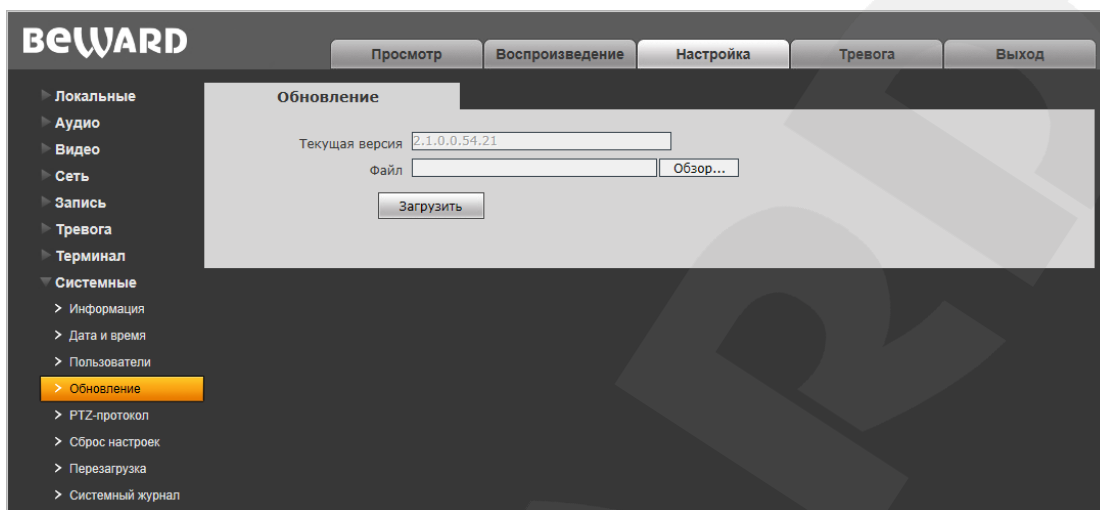 BEWARD
Просмотр Воспроизведение Настройка Тревога Выход
Локальные
Аудио
Видео
Сеть
Запись
Тревога
Терминал
Системные
Информация
Дата и время
Пользователи
Обновление
PTZ-протокол
Сброс настроек
Перезагрузка
Системный журнал
Обновление
Текущая версия 2.1.0.0.54.21
Файл Обзор...
Загрузить